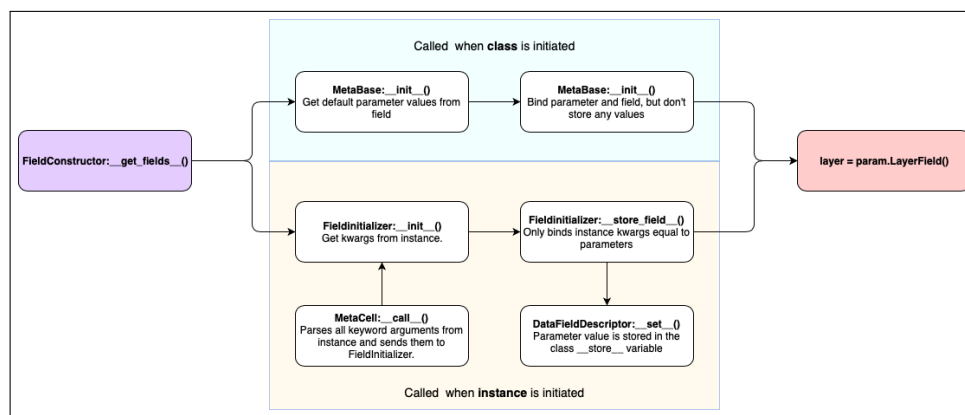 Called when class is initiated
MetaBase:__init__()
Get default parameter values from
field
MetaBase:__init__()
Bind parameter and field, but don't
store any values
FieldConstructor:__get_fields__()
layer = param.LayerField()
FieldInitializer:__init__()
Get kwargs from instance.
FieldInitializer:__store_field__()
Only binds instance kwargs equal to
parameters
MetaCell:__call__()
Parses all keyword arguments from
instance and sends them to
FieldInitializer.
DataFieldDescriptor:__set__()
Parameter value is stored in the
class __store__ variable
Called when instance is initiated